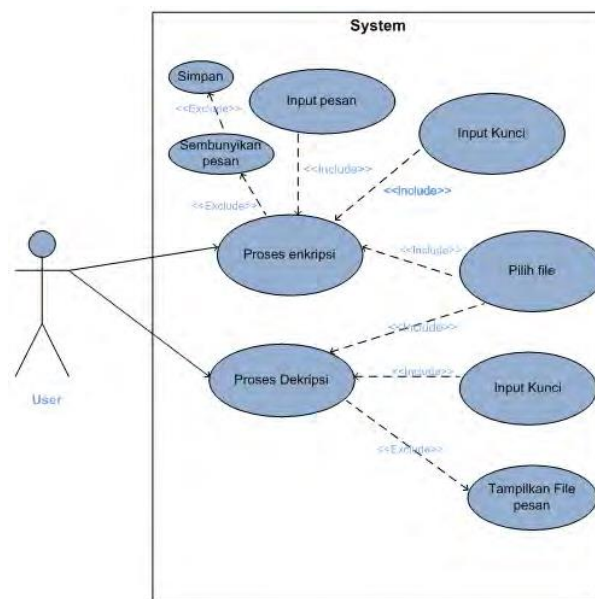 System
Simpan
<<Exclude>>
Input pesan
Input Kunci
Sembunyikan
pesan
<<Include>>
<<Include>>
<<Exclude>>
Proses enkripsi
<<Include>>
Pilih file
<<Include>>
Proses Dekripsi
<<Include>>
Input Kunci
User
<<Exclude>>
Tampilkan File
pesan